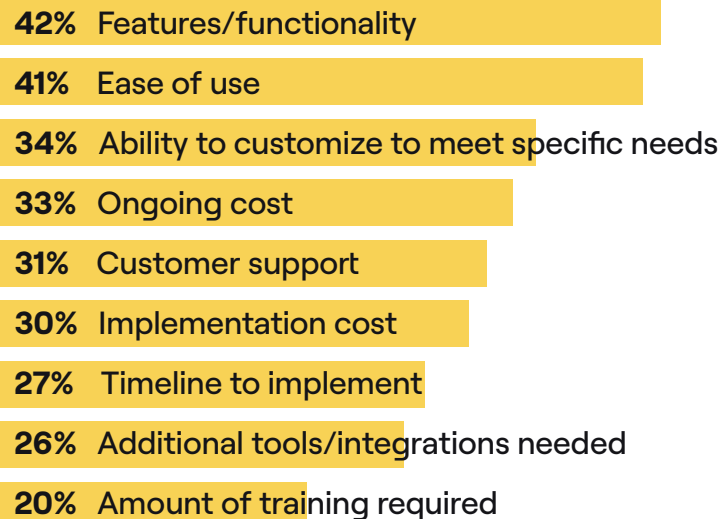 42% Features/functionality
41% Ease of use
34% Ability to customize to meet specific needs
33% Ongoing cost
31% Customer support
30% Implementation cost
27% Timeline to implement
26% Additional tools/integrations needed
20% Amount of training required